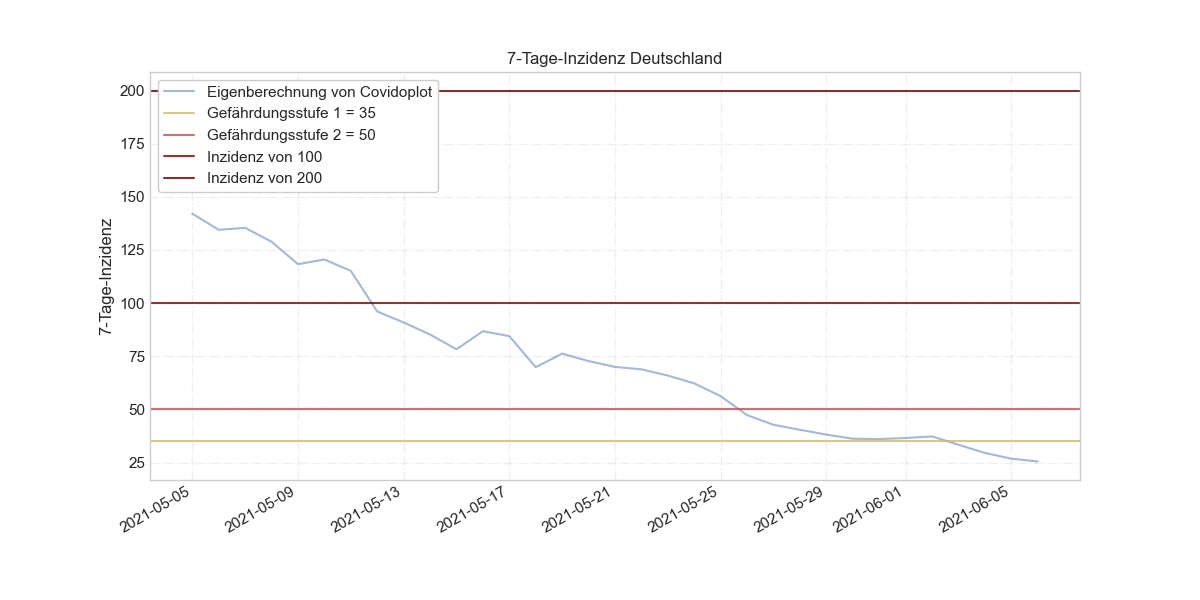 7-Tage-Inzidenz Deutschland
Eigenberechnung von Covidoplot
Gefährdungsstufe 1 = 35
Gefährdungsstufe 2 = 50
Inzidenz von 100
Inzidenz von 200
7-Tage-Inzidenz
200
175
150
125
100
75
50
25
2021-05-05
2021-05-09
2021-05-13
2021-05-17
2021-05-21
2021-05-25
2021-05-29
2021-06-01
2021-06-05